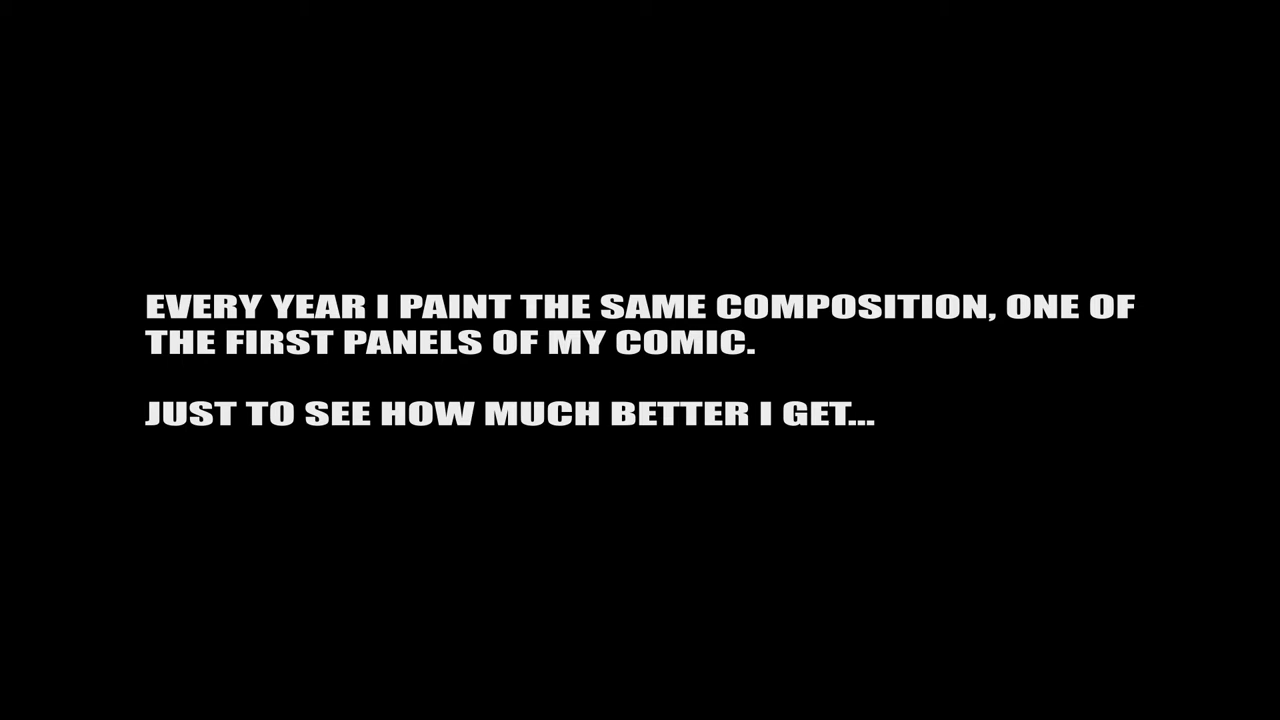 EVERY YEAR I PAINT THE SAME COMPOSITION, ONE OF
THE FIRST PANELS OF MY COMIC.
JUST TO SEE HOW MUCH BETTER I GET...